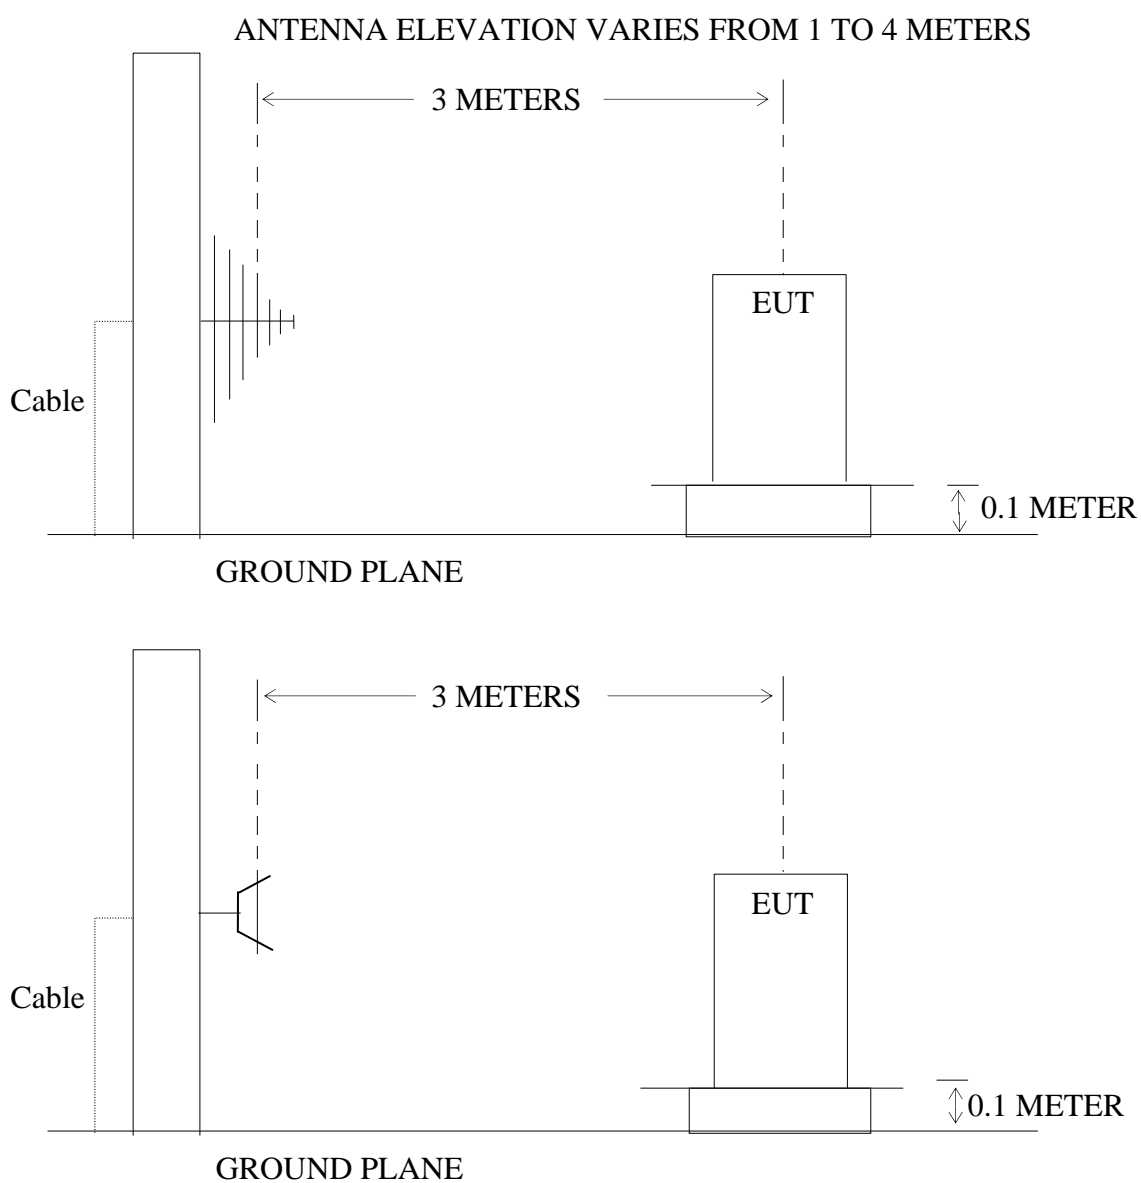 ANTENNA ELEVATION VARIES FROM 1 TO 4 METERS
3 METERS
EUT
Cable
0.1 METER
GROUND PLANE
3 METERS
EUT
Cable
0.1 METER
GROUND PLANE